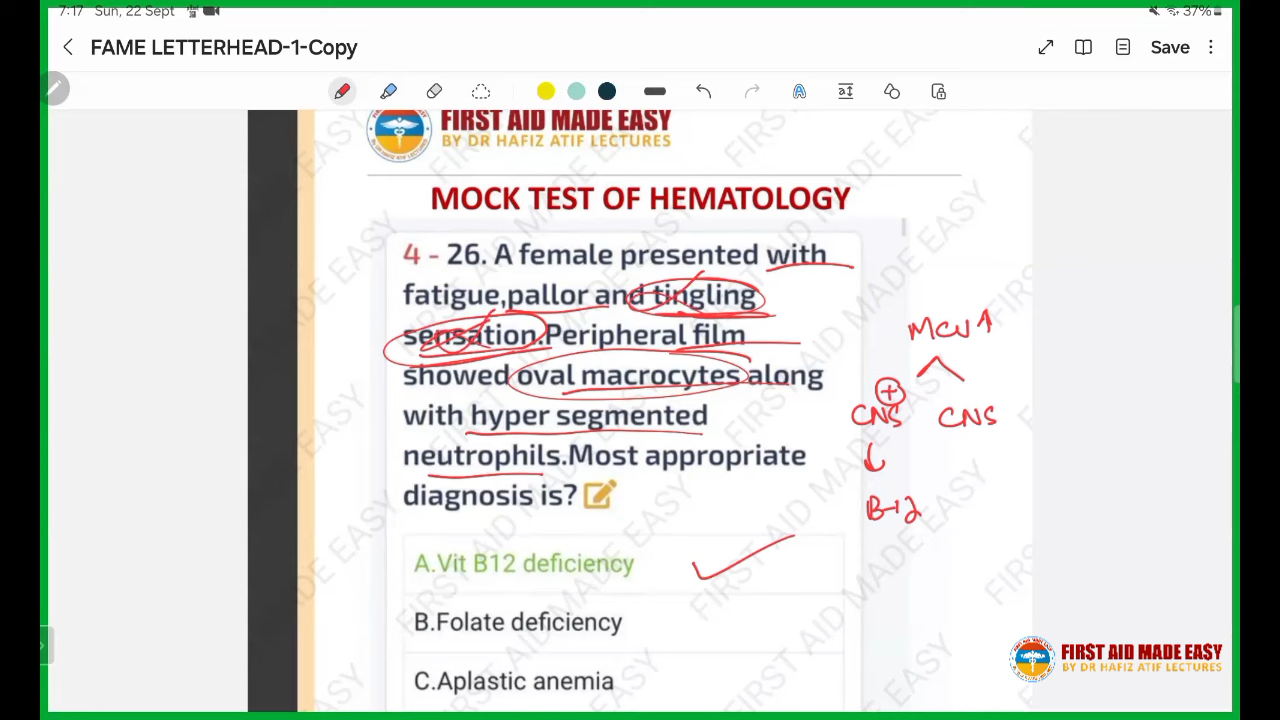 7:17 Sun, 22 Sept
37%
FAME LETTERHEAD-1-Copy
Save
FIRST AID MADE EASY
BY DR HAFIZ ATIF LECTURES
MOCK TEST OF HEMATOLOGY
4 - 26. A female presented with
fatigue,pallor and tingling
sensation.Peripheral film
showed oval macrocytes along
with hyper segmented
neutrophils.Most appropriate
diagnosis is?
A.Vit B12 deficiency
B.Folate deficiency
C.Aplastic anemia
MCV↑
+
CNS CNS
B-12
FIRST AID MADE EASY
BY DR HAFIZ ATIF LECTURES